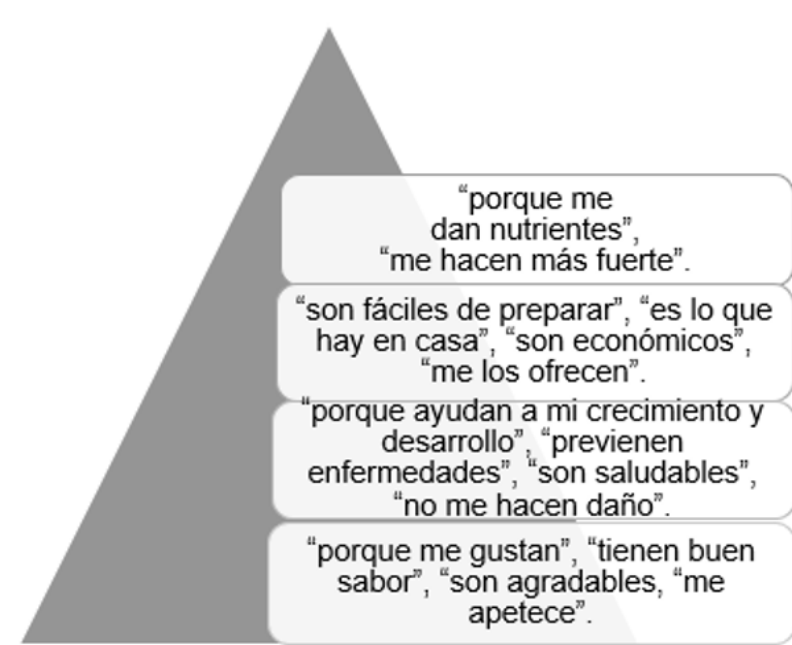 “porque me
dan nutrientes”,
“me hacen más fuerte”.
“son fáciles de preparar”, “es lo que
hay en casa”, “son económicos”,
“me los ofrecen”.
“porque ayudan a mi crecimiento y
desarrollo”, “previenen
enfermedades”, “son saludables”,
“no me hacen daño”.
“porque me gustan”, “tienen buen
sabor”, “son agradables, “me
apetece”.